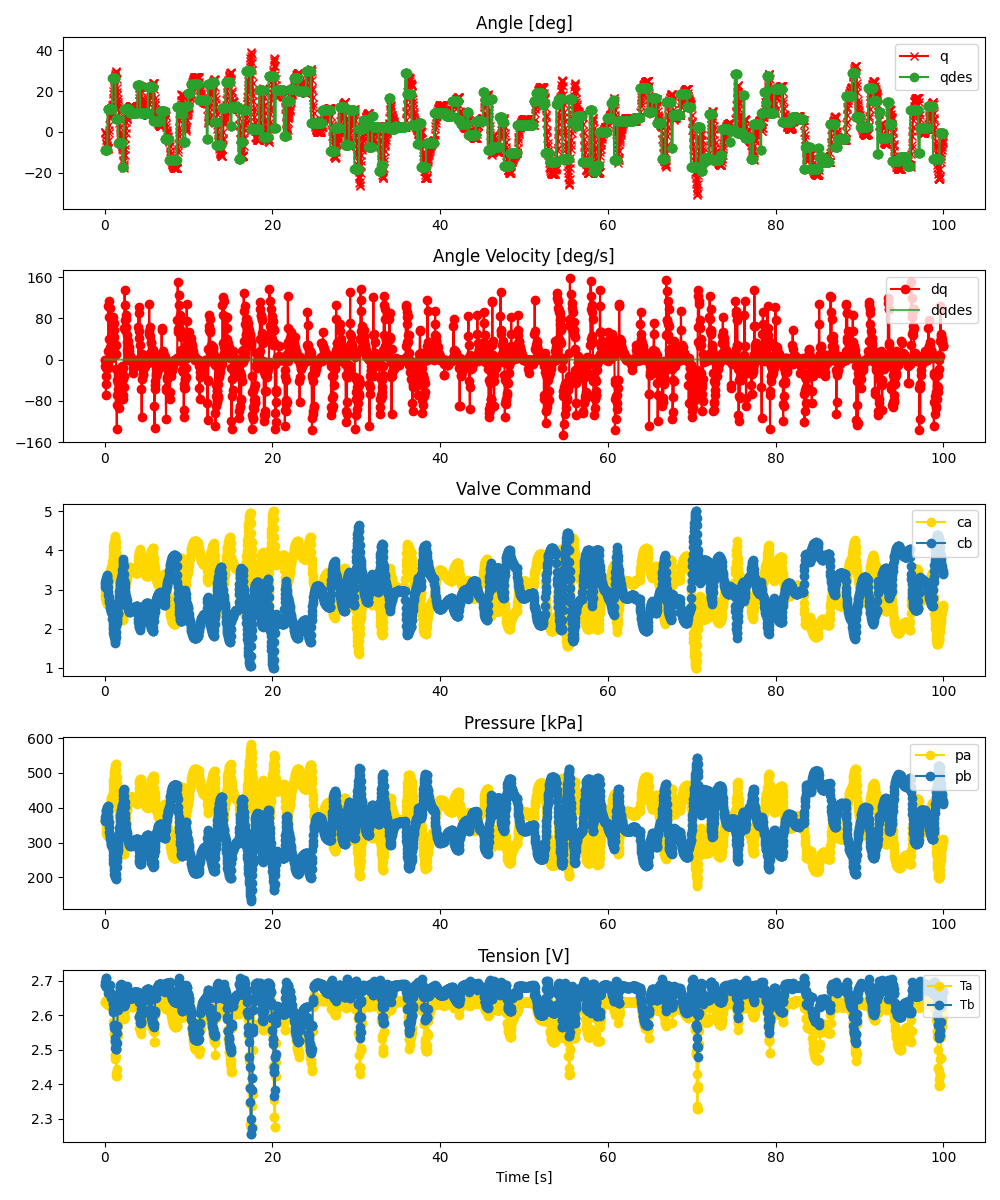 Angle [deg]
40
20
0
−20
q
qdes
0 20 40 60 80 100
Angle Velocity [deg/s]
160
80
0
−80
−160
dq
dqdes
0 20 40 60 80 100
Valve Command
5
4
3
2
1
ca
cb
0 20 40 60 80 100
Pressure [kPa]
600
500
400
300
200
pa
pb
0 20 40 60 80 100
Tension [V]
2.7
2.6
2.5
2.4
2.3
Ta
Tb
0 20 40 60 80 100
Time [s]